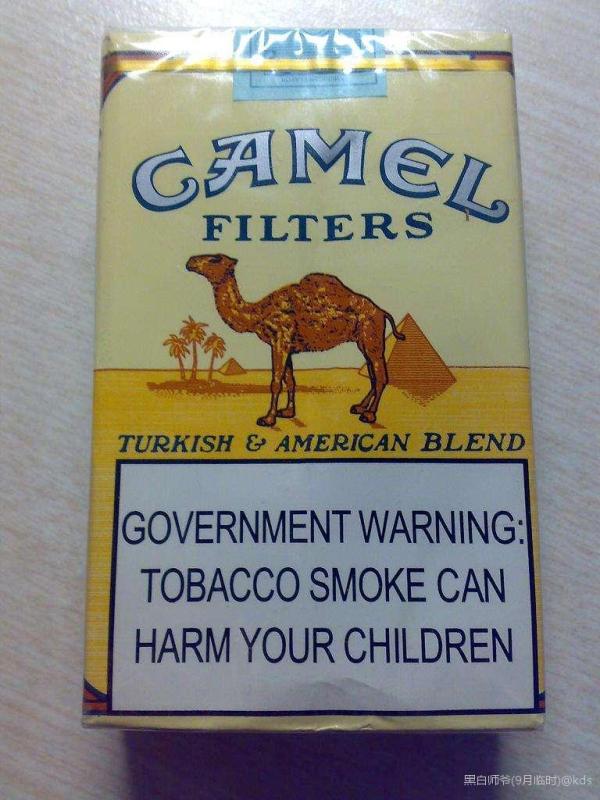 CAMEL
FILTERS
TURKISH & AMERICAN BLEND
GOVERNMENT WARNING:
TOBACCO SMOKE CAN
HARM YOUR CHILDREN
黑白师爷(9月临时)@kds